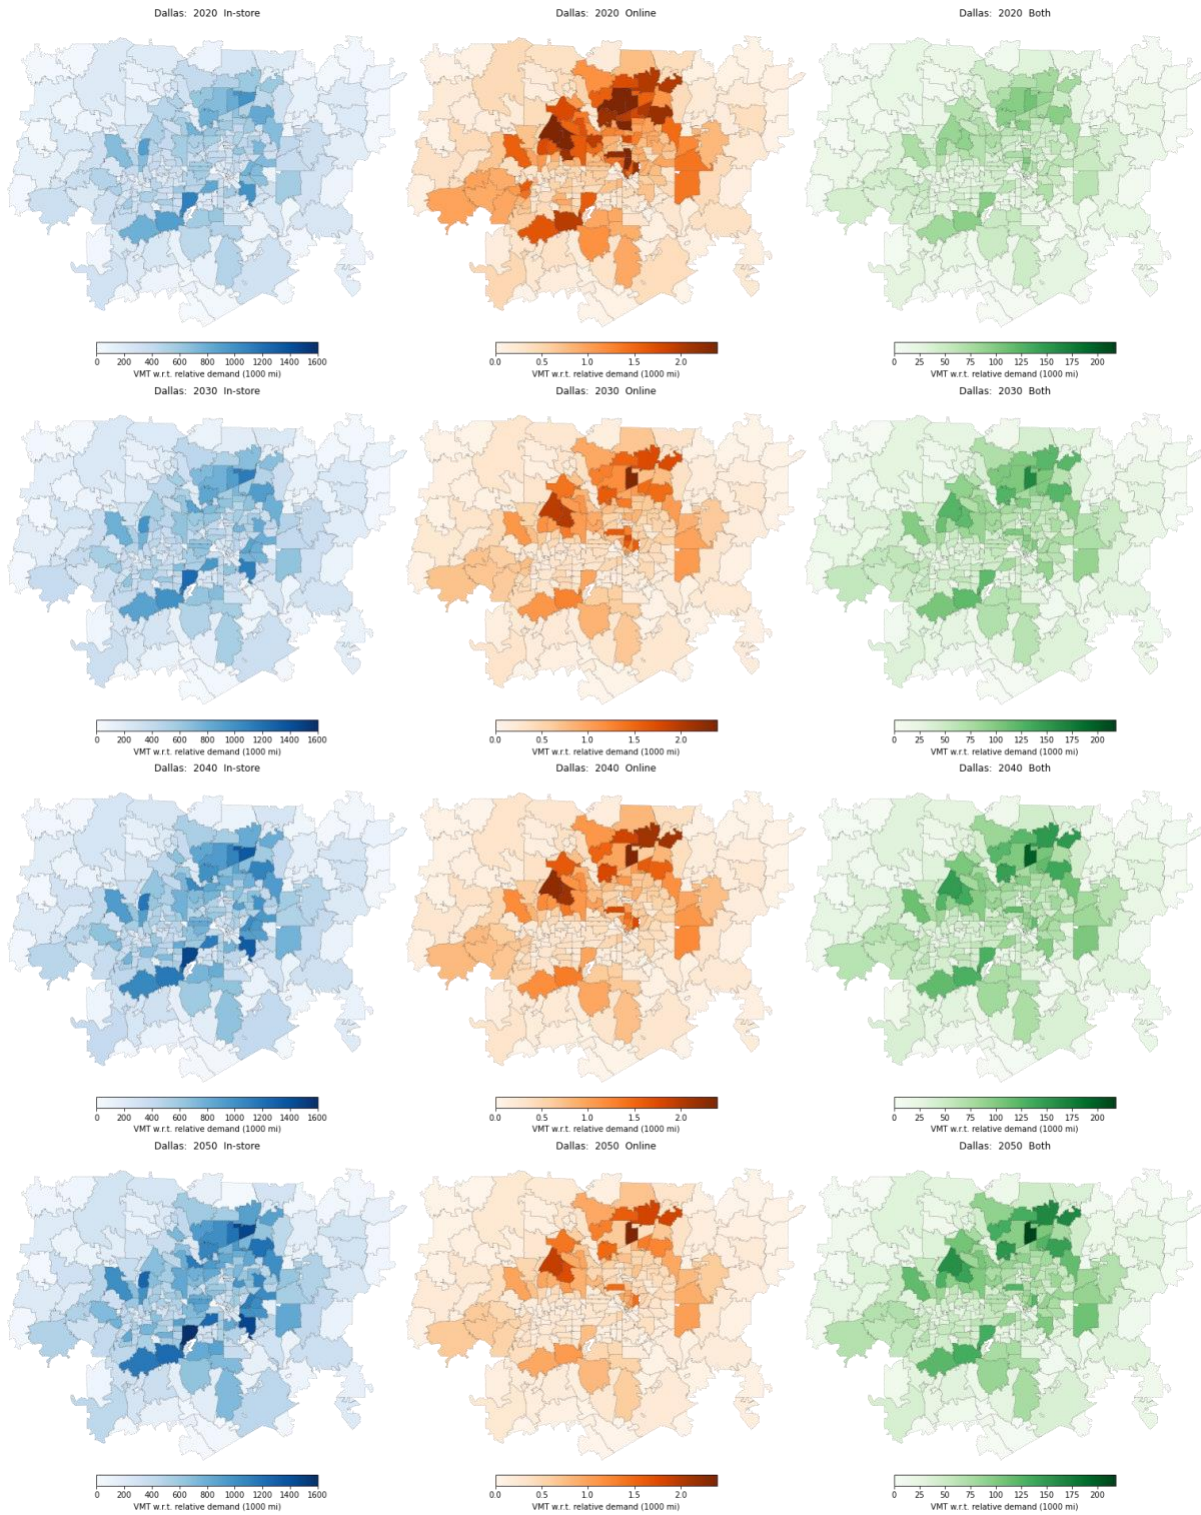 Dallas: 2020 In-store
Dallas: 2020 Online
Dallas: 2020 Both
0 200 400 600 800 1000 1200 1400 1600
VMT w.r.t. relative demand (1000 mi)
0.0 0.5 1.0 1.5 2.0
VMT w.r.t. relative demand (1000 mi)
0 25 50 75 100 125 150 175 200
VMT w.r.t. relative demand (1000 mi)
Dallas: 2030 In-store
Dallas: 2030 Online
Dallas: 2030 Both
0 200 400 600 800 1000 1200 1400 1600
VMT w.r.t. relative demand (1000 mi)
0.0 0.5 1.0 1.5 2.0
VMT w.r.t. relative demand (1000 mi)
0 25 50 75 100 125 150 175 200
VMT w.r.t. relative demand (1000 mi)
Dallas: 2040 In-store
Dallas: 2040 Online
Dallas: 2040 Both
0 200 400 600 800 1000 1200 1400 1600
VMT w.r.t. relative demand (1000 mi)
0.0 0.5 1.0 1.5 2.0
VMT w.r.t. relative demand (1000 mi)
0 25 50 75 100 125 150 175 200
VMT w.r.t. relative demand (1000 mi)
Dallas: 2050 In-store
Dallas: 2050 Online
Dallas: 2050 Both
0 200 400 600 800 1000 1200 1400 1600
VMT w.r.t. relative demand (1000 mi)
0.0 0.5 1.0 1.5 2.0
VMT w.r.t. relative demand (1000 mi)
0 25 50 75 100 125 150 175 200
VMT w.r.t. relative demand (1000 mi)